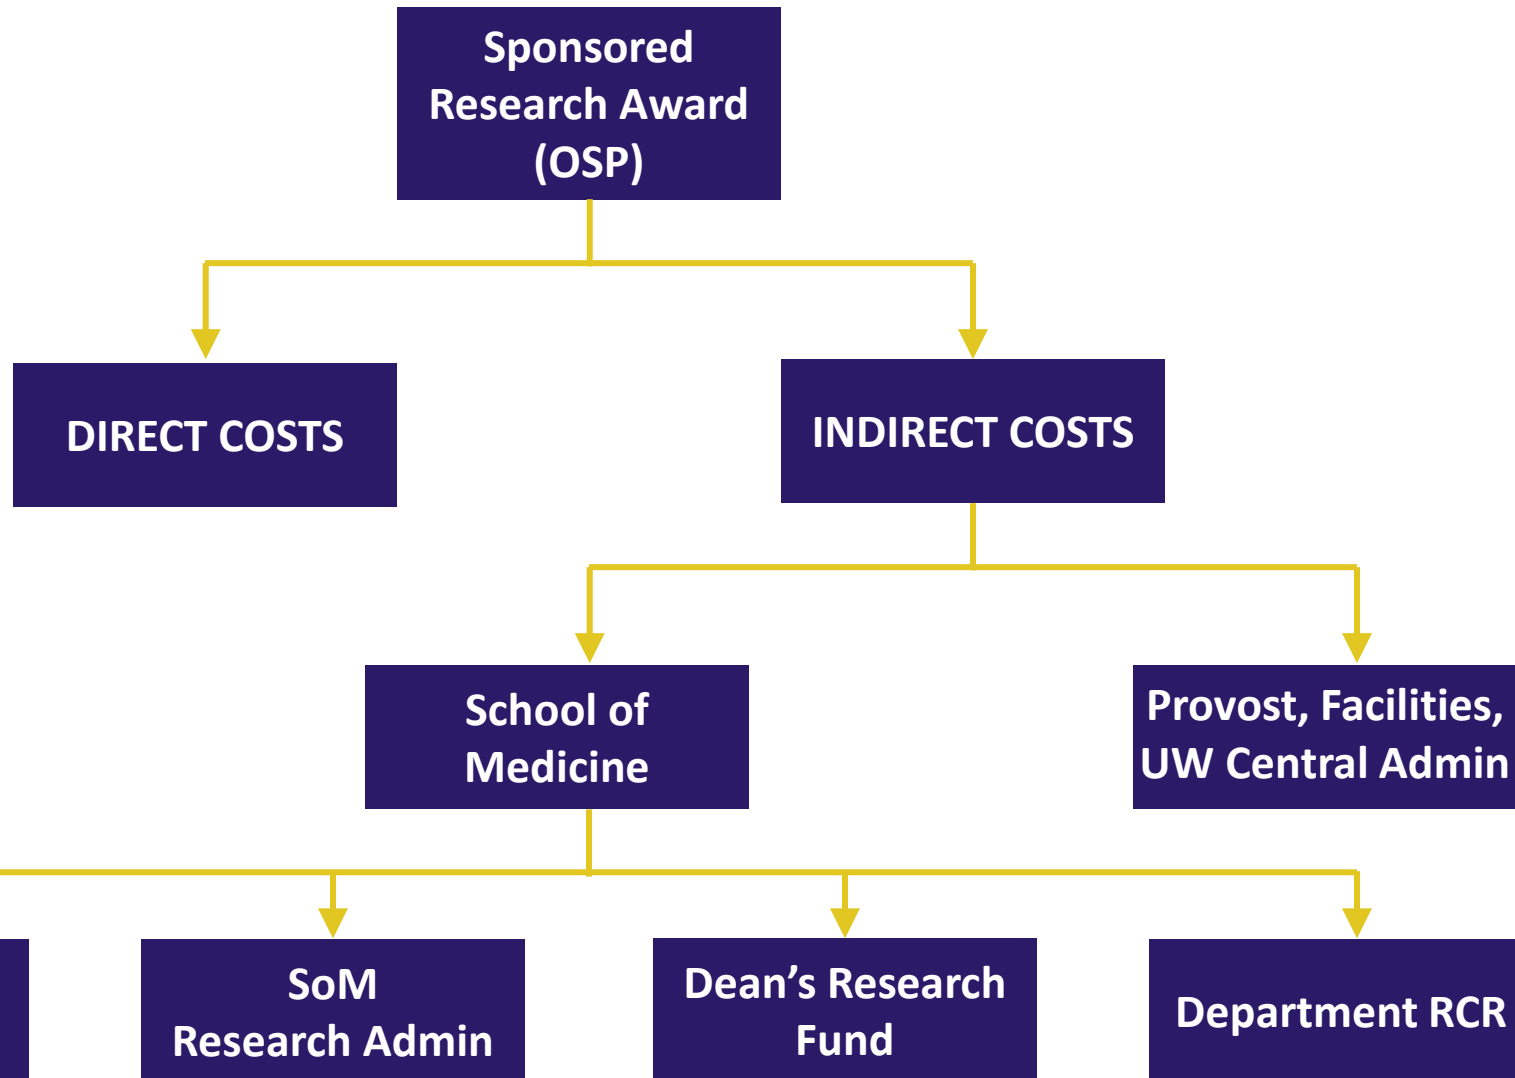 Sponsored
Research Award
(OSP)
DIRECT COSTS
INDIRECT COSTS
School of
Medicine
Provost, Facilities,
UW Central Admin
SoM
Research Admin
Dean’s Research
Fund
Department RCR